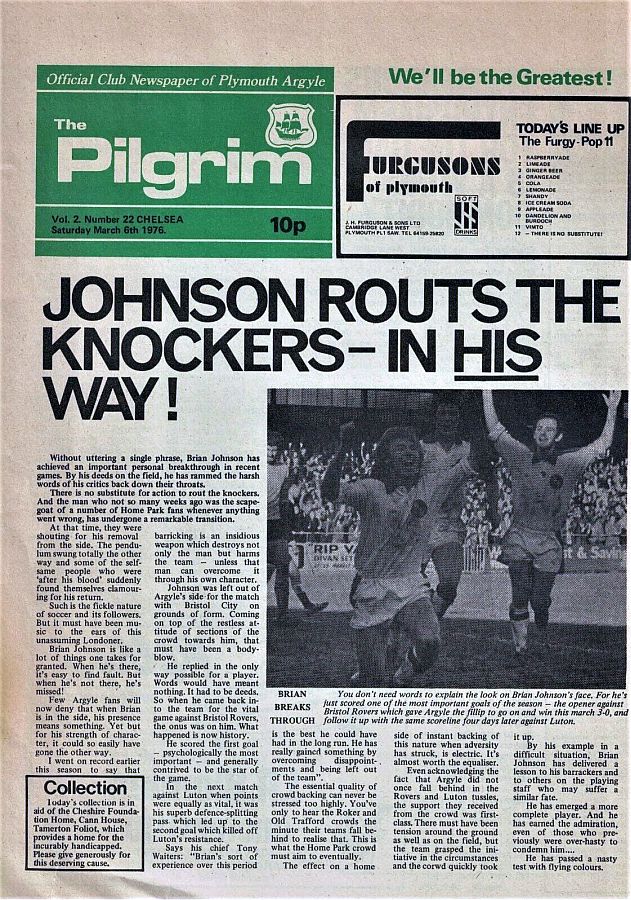 Official Club Newspaper of Plymouth Argyle
We'll be the Greatest!
The
Pilgrim
Vol. 2. Number 22 CHELSEA
Saturday March 6th 1976.
10p
FURGUSONS
of plymouth
J. H. FURGUSON & SONS LTD
CAMBRIDGE LANE WEST
PLYMOUTH PL1 5AW. TEL 64159-25820
SOFT
DRINKS
TODAY'S LINE UP
The Furgy-Pop 11
1 RASPBERRYADE
2 LIMEADE
3 GINGER BEER
4 ORANGEADE
5 COLA
6 LEMONADE
7 SHANDY
8 ICE CREAM SODA
9 APPLEADE
10 DANDELION AND
BURDOCH
11 VIMTO
12 – THERE IS NO SUBSTITUTE!
JOHNSON ROUTS THE
KNOCKERS – IN HIS
WAY!
Without uttering a single phrase, Brian Johnson has
achieved an important personal breakthrough in recent
games. By his deeds on the field, he has rammed the harsh
words of his critics back down their throats.
There is no substitute for action to rout the knockers.
And the man who not so many weeks ago was the scape-
goat of a number of Home Park fans whenever anything
went wrong, has undergone a remarkable transition.
At that time, they were
shouting for his removal
from the side. The pendu-
lum swung totally the other
way and some of the self-
same people who were
'after his blood' suddenly
found themselves clamour-
ing for his return.
Such is the fickle nature
of soccer and its followers.
But it must have been mu-
sic to the ears of this
unassuming Londoner.
Brian Johnson is like a
lot of things one takes for
granted. When he's there,
it's easy to find fault. But
when he's not there, he's
missed!
Few Argyle fans will
now deny that when Brian
is in the side, his presence
means something. Yet but
for his strength of charac-
ter, it could so easily have
gone the other way.
I went on record earlier
this season to say that
Collection
Today's collection is in
aid of the Cheshire Founda-
tion Home, Cann House,
Tamerton Foliot, which
provides a home for the
incurably handicapped.
Please give generously for
this deserving cause.
barricking is an insidious
weapon which destroys not
only the man but harms
the team – unless that
man can overcome it
through his own character.
Johnson was left out of
Argyle's side for the match
with Bristol City on
grounds of form. Coming
on top of the restless at-
titude of sections of the
crowd towards him, that
must have been a body-
blow.
He replied in the only
way possible for a player.
Words would have meant
nothing. It had to be deeds.
So when he came back in-
to the team for the vital
game against Bristol Rovers,
the onus was on him. What
happened is now history.
He scored the first goal
– psychologically the most
important – and generally
contrived to be the star of
the game.
In the next match
against Luton when points
were equally as vital, it was
his superb defence-splitting
pass which led up to the
second goal which killed off
Luton's resistance.
Says his chief Tony
Waiters: "Brian's sort of
experience over this period
TRIP
DIVAN SET
t & Savin
BRIAN
BREAKS
THROUGH
You don't need words to explain the look on Brian Johnson's face. For he's
just scored one of the most important goals of the season – the opener against
Bristol Rovers which gave Argyle the fillip to go on and win this march 3-0, and
follow it up with the same scoreline four days later against Luton.
is the best he could have
had in the long run. He has
really gained something by
overcoming disappoint-
ments and being left out
of the team".
The essential quality of
crowd backing can never be
stressed too highly. You've
only to hear the Roker and
Old Trafford crowds the
minute their teams fall be-
hind to realise that. This is
what the Home Park crowd
must aim to eventually.
The effect on a home
side of instant backing of
this nature when adversity
has struck, is electric. It's
almost worth the equaliser.
Even acknowledging the
fact that Argyle did not
once fall behind in the
Rovers and Luton tussles,
the support they received
from the crowd was first-
class. There must have been
tension around the ground
as well as on the field, but
the team grasped the ini-
tiative in the circumstances
and the crowd quickly took
it up.
By his example in a
difficult situation, Brian
Johnson has delivered a
lesson to his barrackers and
to others on the playing
staff who may suffer a
similar fate.
He has emerged a more
complete player. And he
has earned the admiration,
even of those who pre-
viously were over-hasty to
condemn him....
He has passed a nasty
test with flying colours.